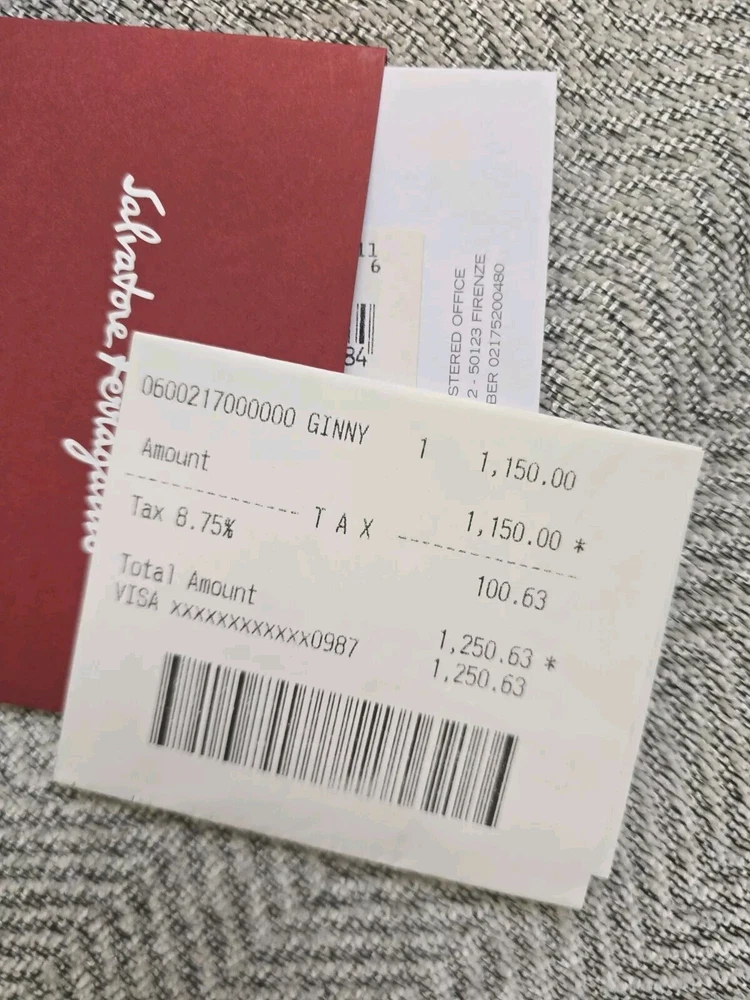 Salvatore Ferragamo
11
6
84
STERED OFFICE
2 - 50123 FIRENZE
BER 02175200480
0600217000000 GINNY 1 1,150.00
Amount 1,150.00 *
TAX
Tax 8.75% 100.63
Total Amount 1,250.63 *
VISA xxxxxxxxxxxx0987 1,250.63